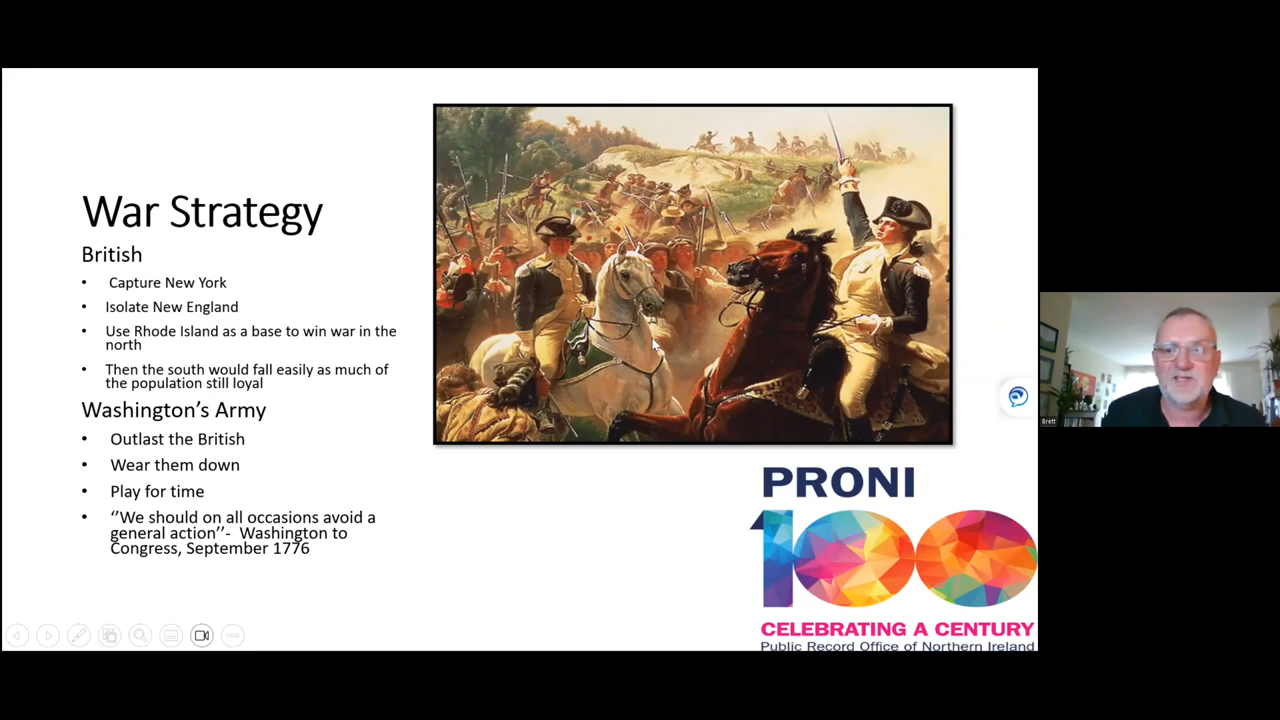 War Strategy
British
• Capture New York
• Isolate New England
• Use Rhode Island as a base to win war in the
north
• Then the south would fall easily as much of
the population still loyal
Washington’s Army
• Outlast the British
• Wear them down
• Play for time
• ‘’We should on all occasions avoid a
general action’’- Washington to
Congress, September 1776
PRONI
100
CELEBRATING A CENTURY
Public Record Office of Northern Ireland
Brett